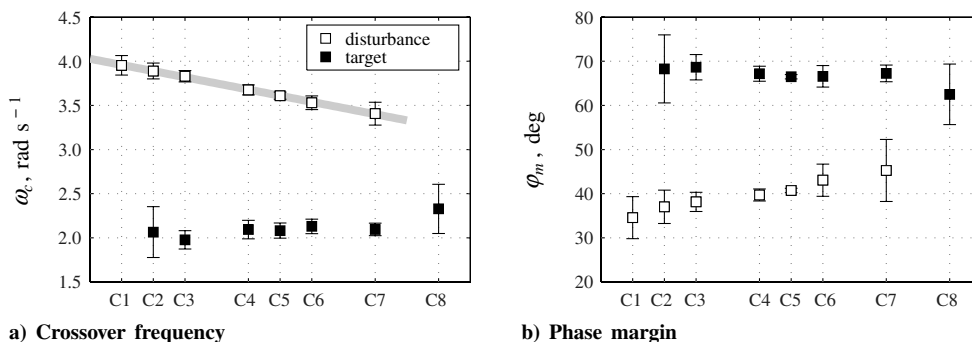 4.5
4.0
3.5
3.0
2.5
2.0
1.5
ω_c, rad s⁻¹
disturbance
target
C1 C2 C3 C4 C5 C6 C7 C8
a) Crossover frequency
80
70
60
50
40
30
20
φ_m, deg
C1 C2 C3 C4 C5 C6 C7 C8
b) Phase margin